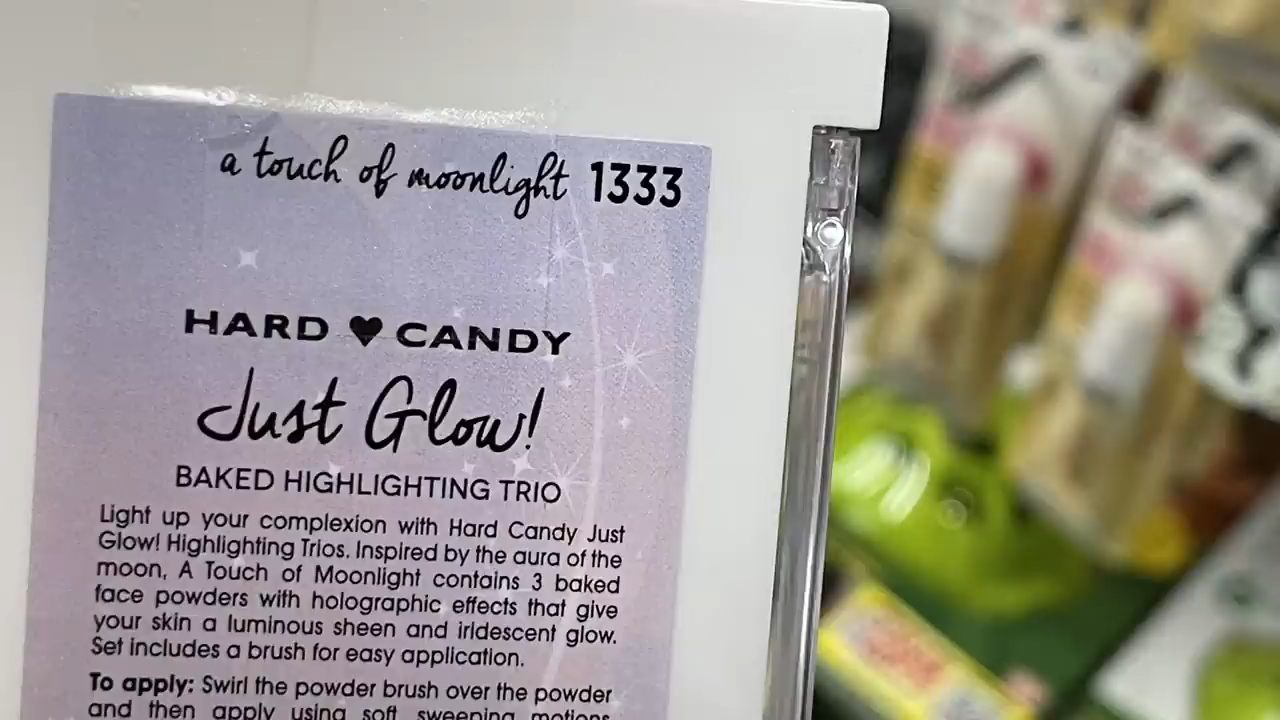 a touch of moonlight 1333
HARD ♥ CANDY
Just Glow!
BAKED HIGHLIGHTING TRIO
Light up your complexion with Hard Candy Just
Glow! Highlighting Trios. Inspired by the aura of the
moon, A Touch of Moonlight contains 3 baked
face powders with holographic effects that give
your skin a luminous sheen and iridescent glow.
Set includes a brush for easy application.
To apply: Swirl the powder brush over the powder
and then apply using soft, sweeping motions